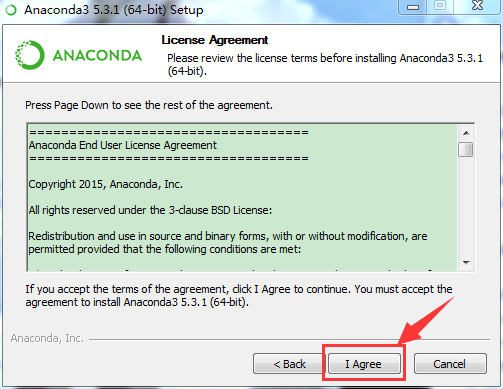 Anaconda3 5.3.1 (64-bit) Setup
ANACONDA
License Agreement
Please review the license terms before installing Anaconda3 5.3.1
(64-bit).
Press Page Down to see the rest of the agreement.
======================================
Anaconda End User License Agreement
======================================
Copyright 2015, Anaconda, Inc.
All rights reserved under the 3-clause BSD License:
Redistribution and use in source and binary forms, with or without modification, are
permitted provided that the following conditions are met:
If you accept the terms of the agreement, click I Agree to continue. You must accept the
agreement to install Anaconda3 5.3.1 (64-bit).
Anaconda, Inc.
< Back
I Agree
Cancel